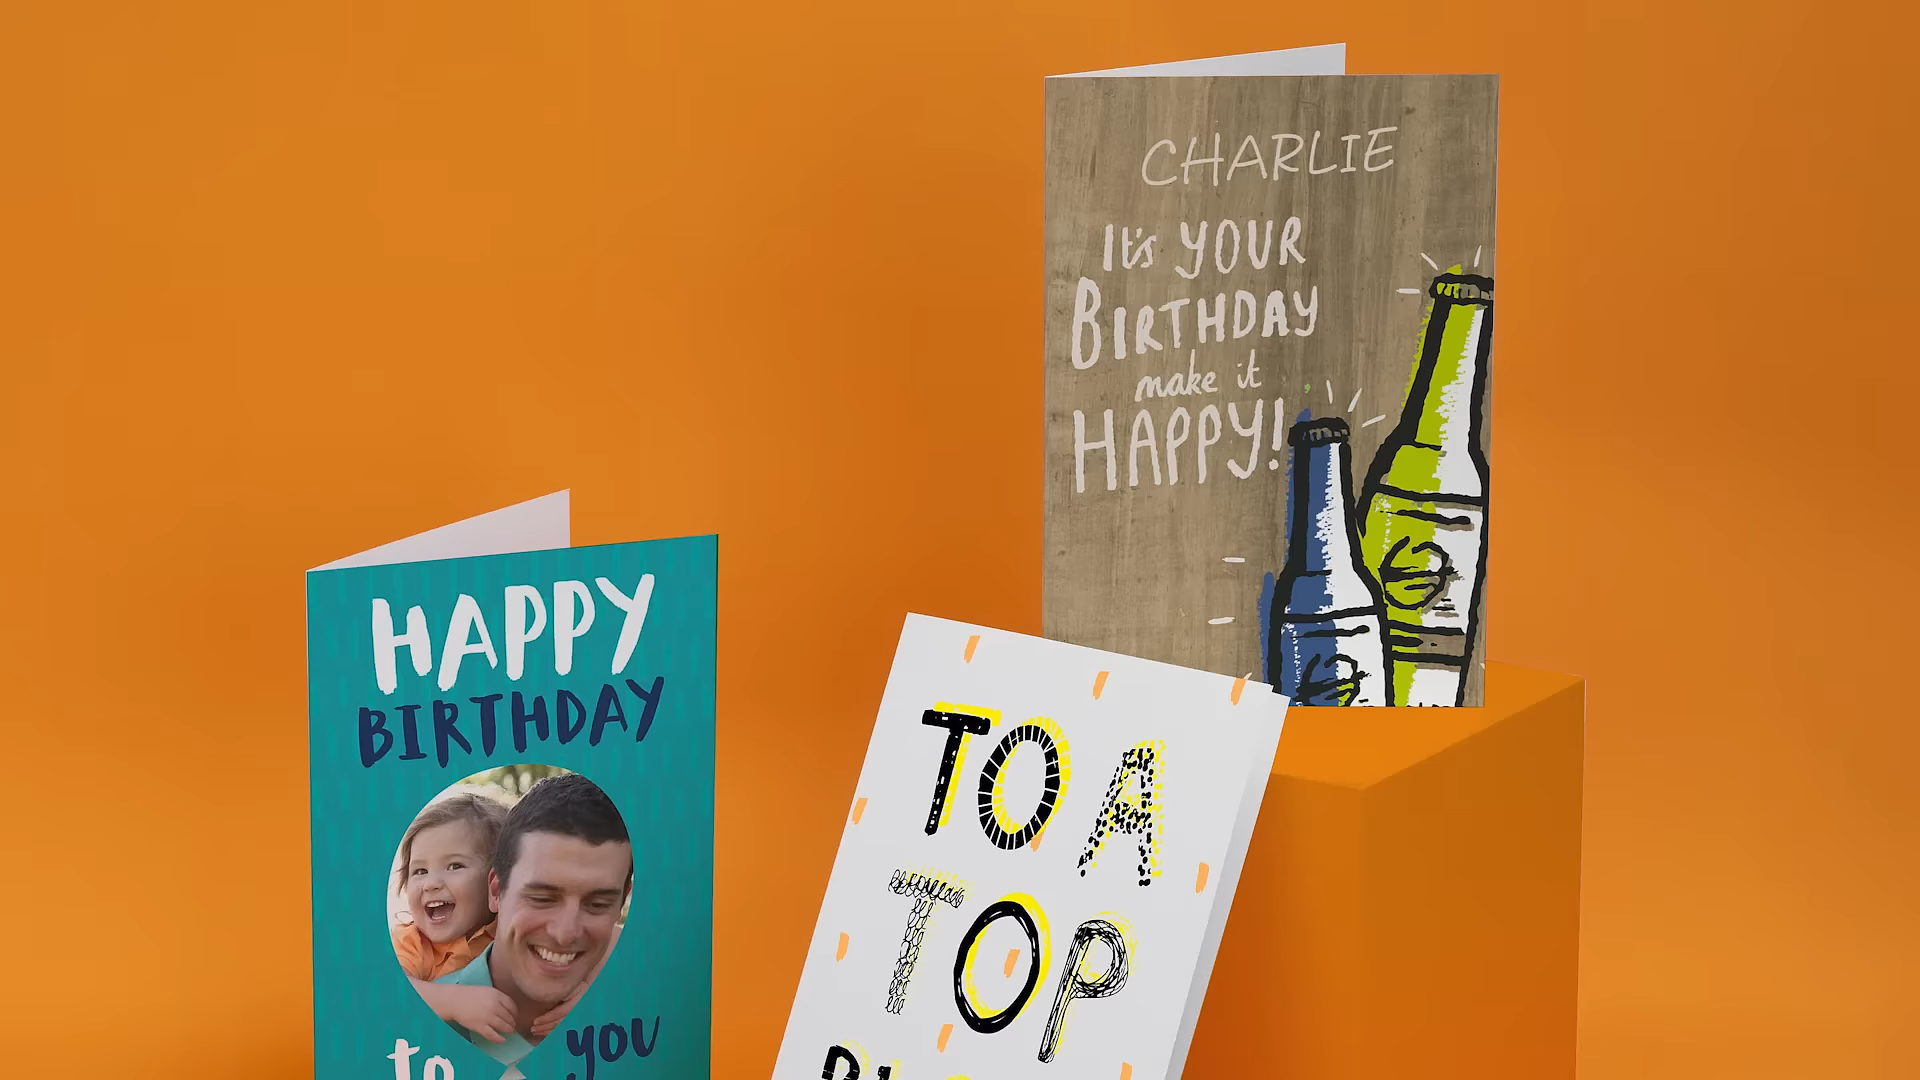 CHARLIE
It's YOUR
BIRTHDAY
make it
HAPPY!
HAPPY
BIRTHDAY
to
you
TO A
TOP